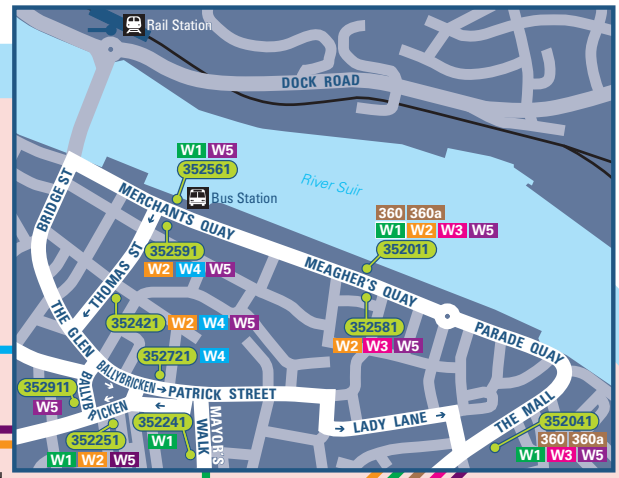 Rail Station
DOCK ROAD
River Suir
W1 W5
352561
Bus Station
360 360a
W1 W2 W3 W5
352011
BRIDGE ST
MERCHANTS QUAY
352591
W2 W4 W5
THOMAS ST
MEAGHER'S QUAY
352421 W2 W4 W5
352581
W2 W3 W5
PARADE QUAY
THE GLEN
352721 W4
BALLYBRICKEN
PATRICK STREET
352911
W5
BALLYBRICKEN
352241
W1
MAYOR'S
WALK
LADY LANE
THE MALL
352041
360 360a
W1 W3 W5
352251
W1 W2 W5